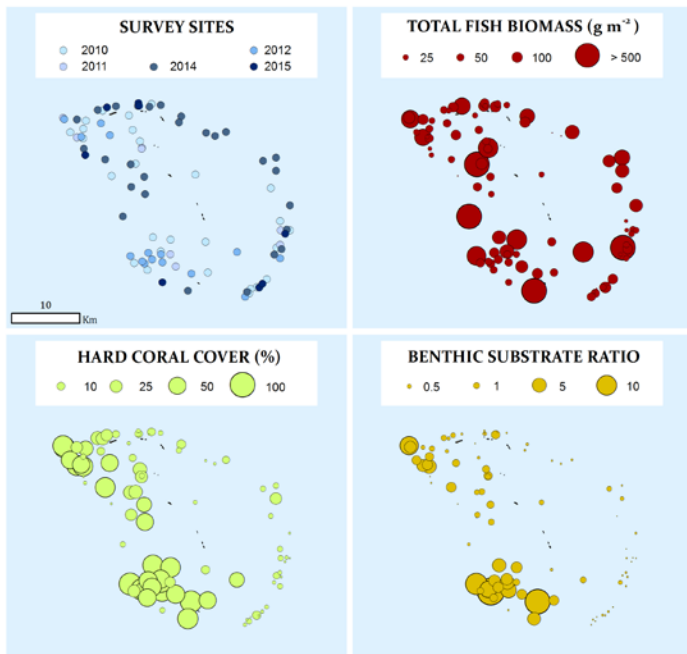 SURVEY SITES
2010 2012
2011 2014 2015
10
Km
TOTAL FISH BIOMASS (g m⁻²)
25 50 100 > 500
HARD CORAL COVER (%)
10 25 50 100
BENTHIC SUBSTRATE RATIO
0.5 1 5 10